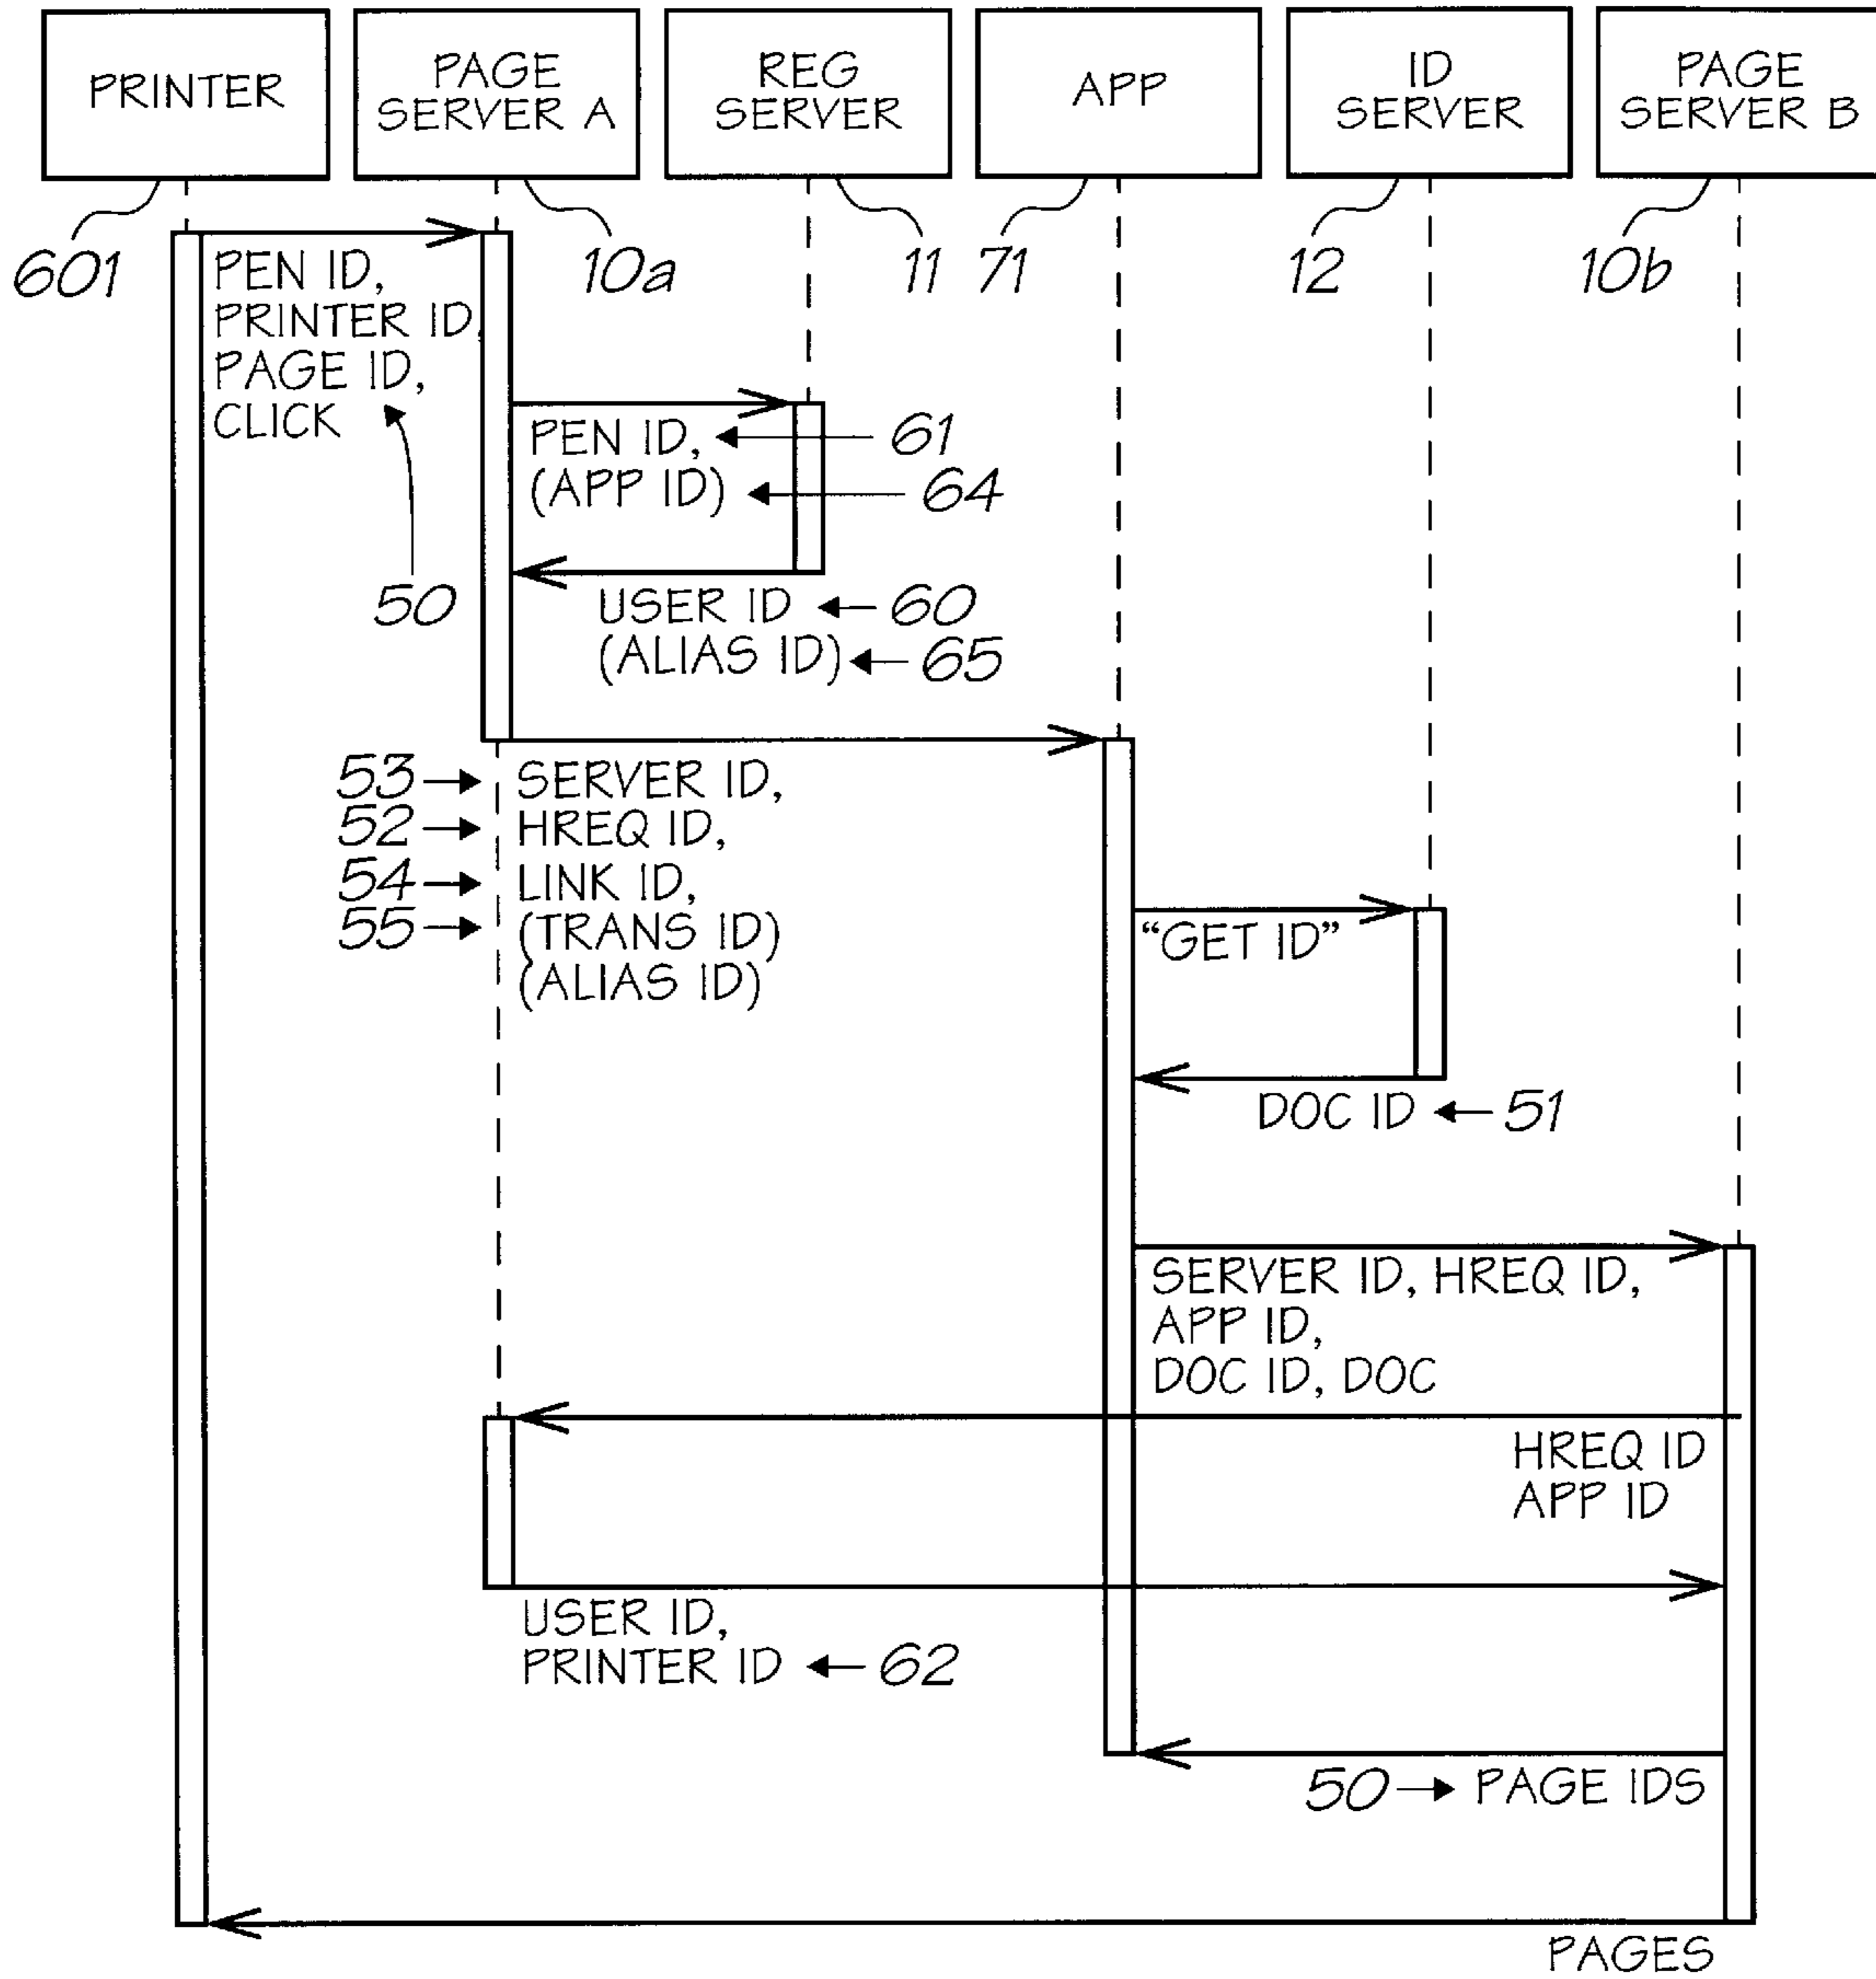 PRINTER
PAGE
SERVER A
REG
SERVER
APP
ID
SERVER
PAGE
SERVER B
601
10a
11
71
12
10b
PEN ID,
PRINTER ID,
PAGE ID,
CLICK
50
PEN ID,
61
(APP ID)
64
USER ID
60
(ALIAS ID)
65
53
SERVER ID,
52
HREQ ID,
54
LINK ID,
55
(TRANS ID)
(ALIAS ID)
“GET ID”
DOC ID
51
SERVER ID, HREQ ID,
APP ID,
DOC ID, DOC
HREQ ID
APP ID
USER ID,
PRINTER ID
62
50
PAGE IDS
PAGES